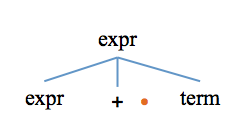 expr
expr + • term